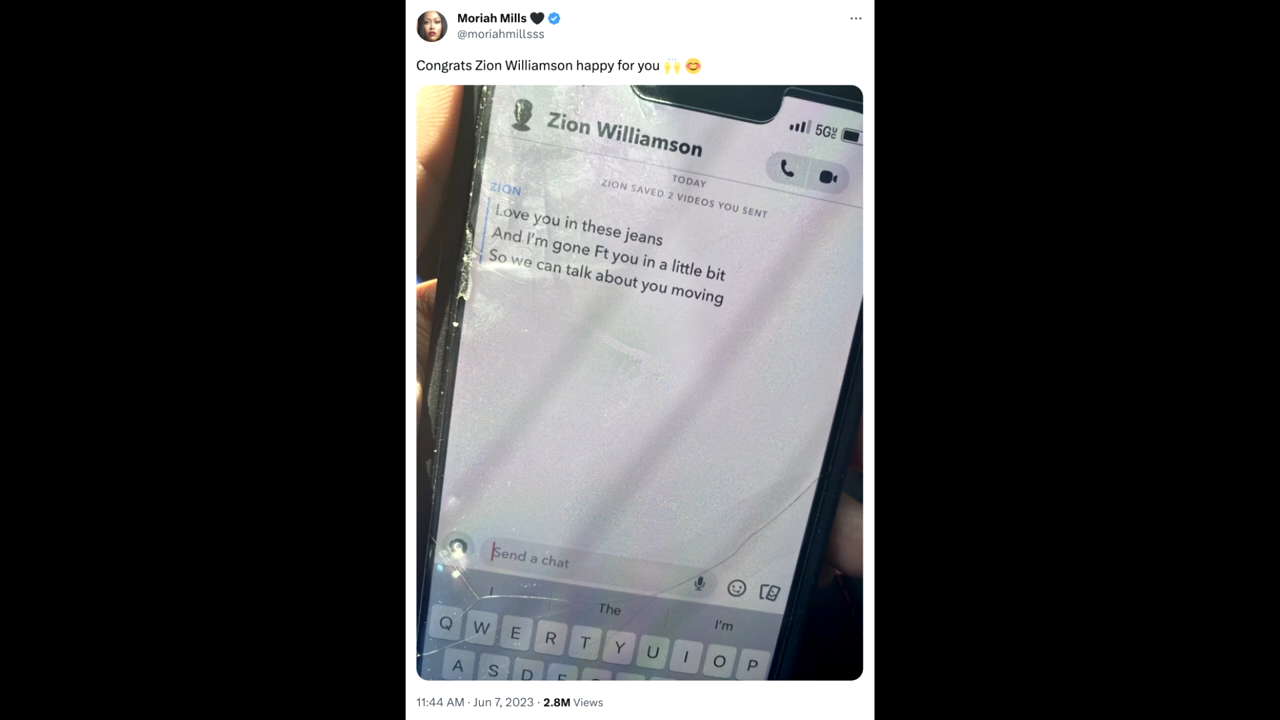 Moriah Mills 🖤
@moriahmillsss
Congrats Zion Williamson happy for you 🙌 😊
Zion Williamson
5G
TODAY
ZION SAVED 2 VIDEOS YOU SENT
ZION
Love you in these jeans
And I'm gone Ft you in a little bit
So we can talk about you moving
Send a chat
I
The
I'm
Q W E R T Y U I O P
A S D
11:44 AM · Jun 7, 2023 · 2.8M Views